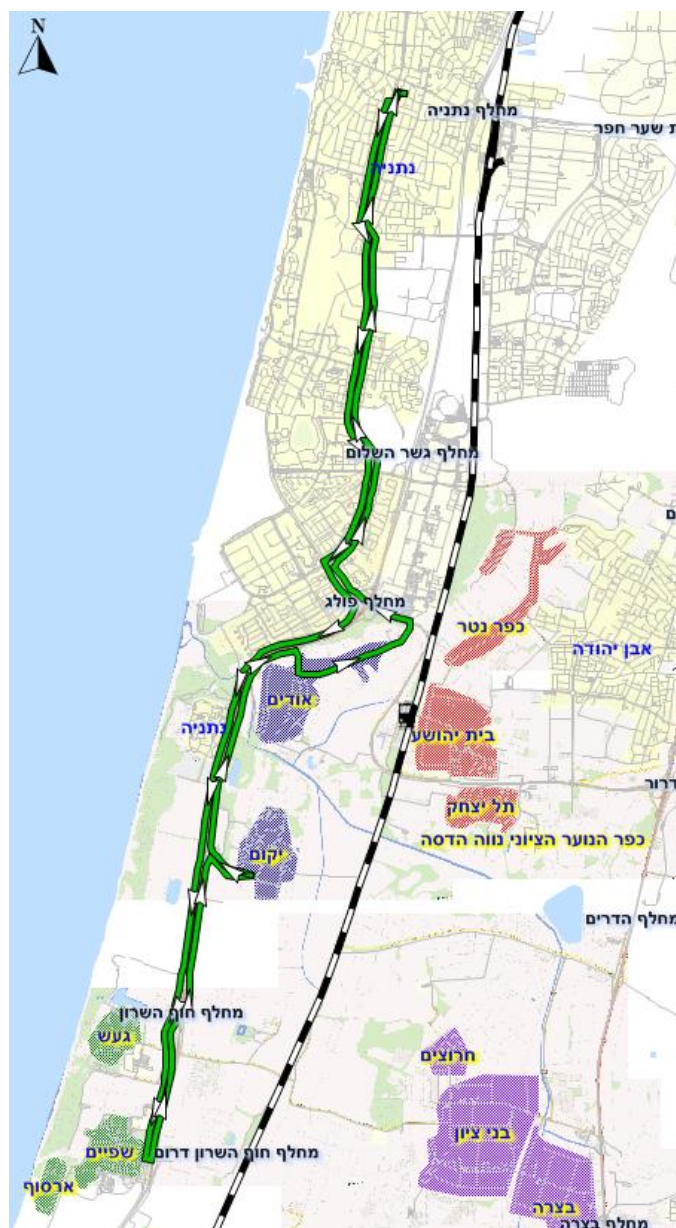 N
מחלף נתניה
ת שער חפר
נתניה
מחלף גשר השלום
ם
מחלף פולג
כפר נטר
אבן יהודה
אודים
נתניה
בית יהושע
דרור
תל יצחק
כפר הנוער הציוני נווה הדסה
יקום
מחלף הדרים
מחלף חוף השרון
געש
חרוצים
בני ציון
שפיים
מחלף חוף השרון דרום
ארסוף
בצרה
מחלף בצרה